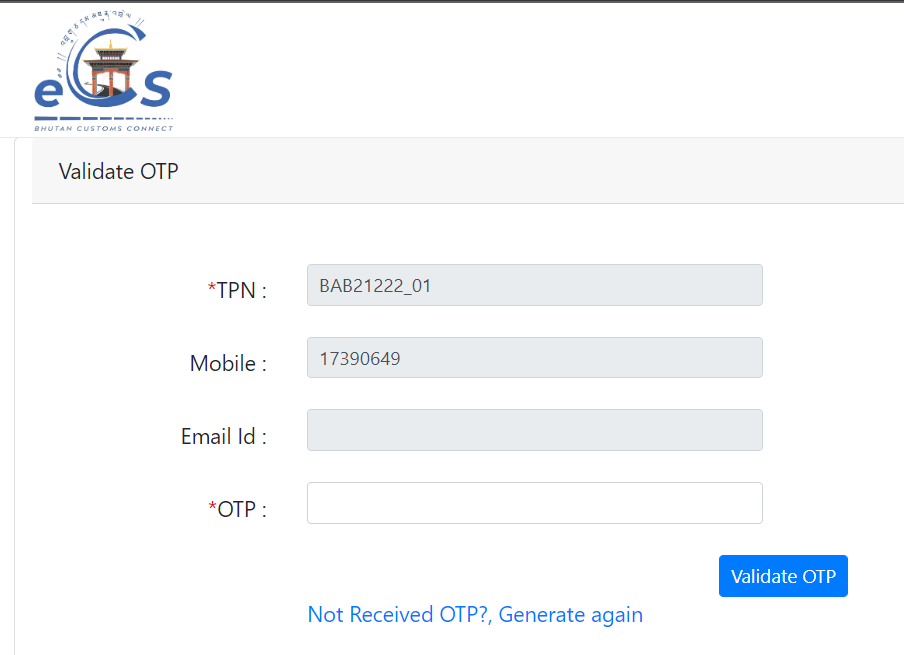 eCS
BHUTAN CUSTOMS CONNECT
Validate OTP
*TPN :
BAB21222_01
Mobile :
17390649
Email Id :
*OTP :
Validate OTP
Not Received OTP?, Generate again